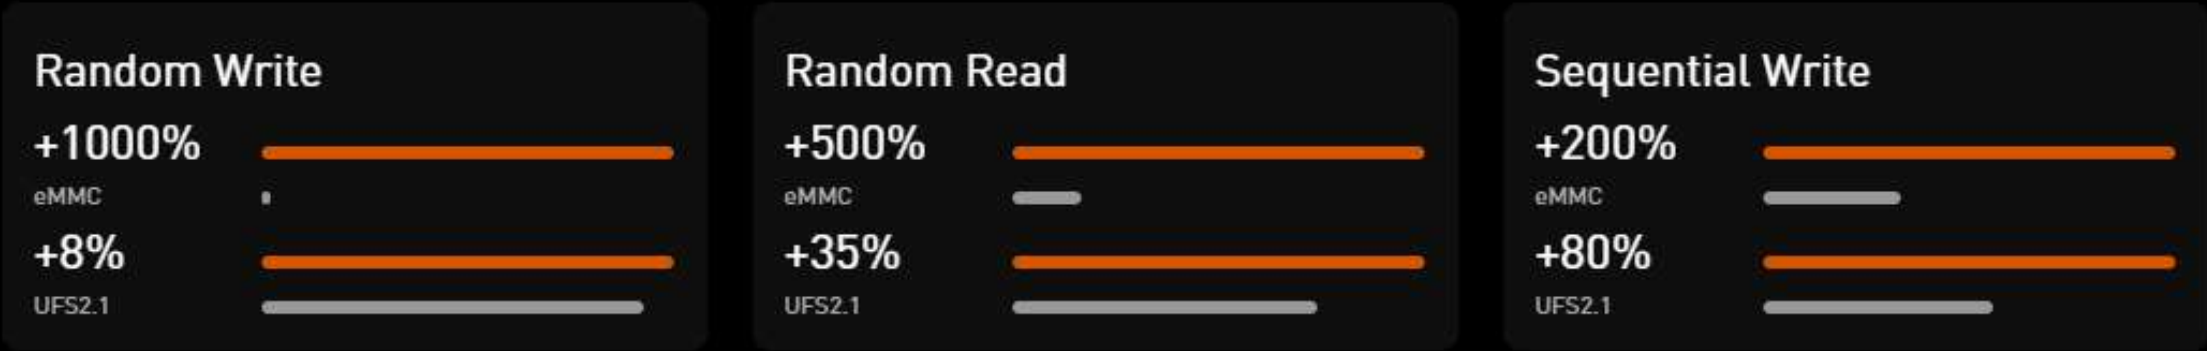 Random Write
+1000%
eMMC
+8%
UFS2.1
Random Read
+500%
eMMC
+35%
UFS2.1
Sequential Write
+200%
eMMC
+80%
UFS2.1